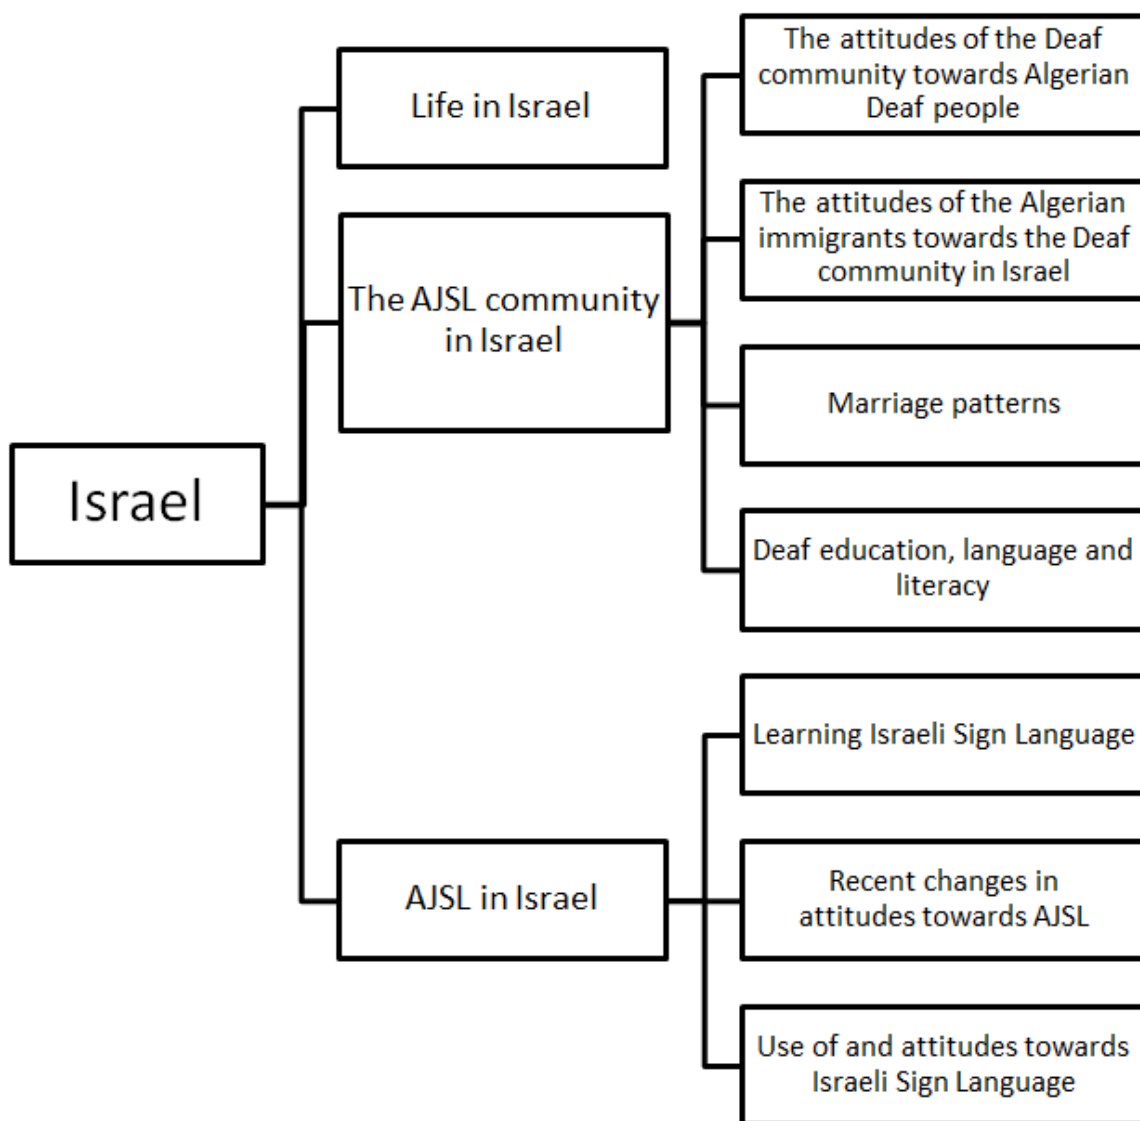 Israel
Life in Israel
The AJSL community
in Israel
AJSL in Israel
The attitudes of the Deaf
community towards Algerian
Deaf people
The attitudes of the Algerian
immigrants towards the Deaf
community in Israel
Marriage patterns
Deaf education, language and
literacy
Learning Israeli Sign Language
Recent changes in
attitudes towards AJSL
Use of and attitudes towards
Israeli Sign Language